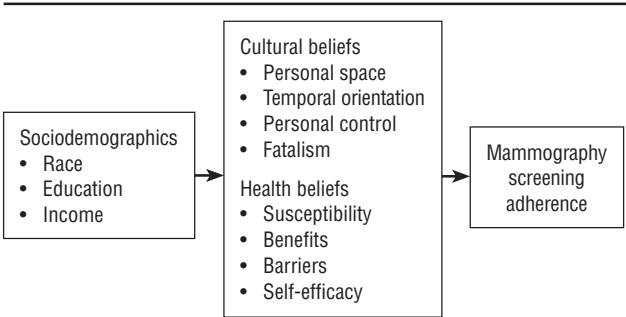 Sociodemographics
• Race
• Education
• Income
Cultural beliefs
• Personal space
• Temporal orientation
• Personal control
• Fatalism
Health beliefs
• Susceptibility
• Benefits
• Barriers
• Self-efficacy
Mammography
screening
adherence